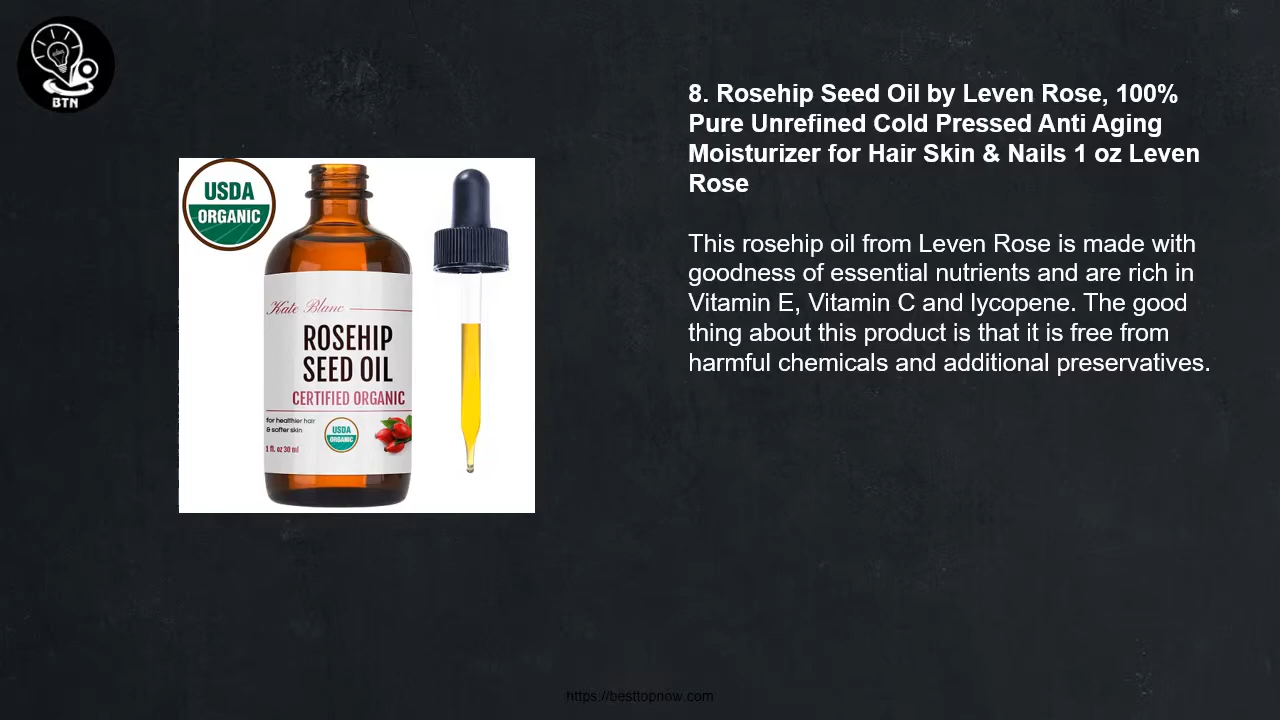 BTN
8. Rosehip Seed Oil by Leven Rose, 100%
Pure Unrefined Cold Pressed Anti Aging
Moisturizer for Hair Skin & Nails 1 oz Leven
Rose
This rosehip oil from Leven Rose is made with
goodness of essential nutrients and are rich in
Vitamin E, Vitamin C and lycopene. The good
thing about this product is that it is free from
harmful chemicals and additional preservatives.
USDA
ORGANIC
Kate Blanc
ROSEHIP
SEED OIL
CERTIFIED ORGANIC
for healthier hair
& softer skin.
USDA
ORGANIC
1 fl. oz 30 ml
https://besttopnow.com